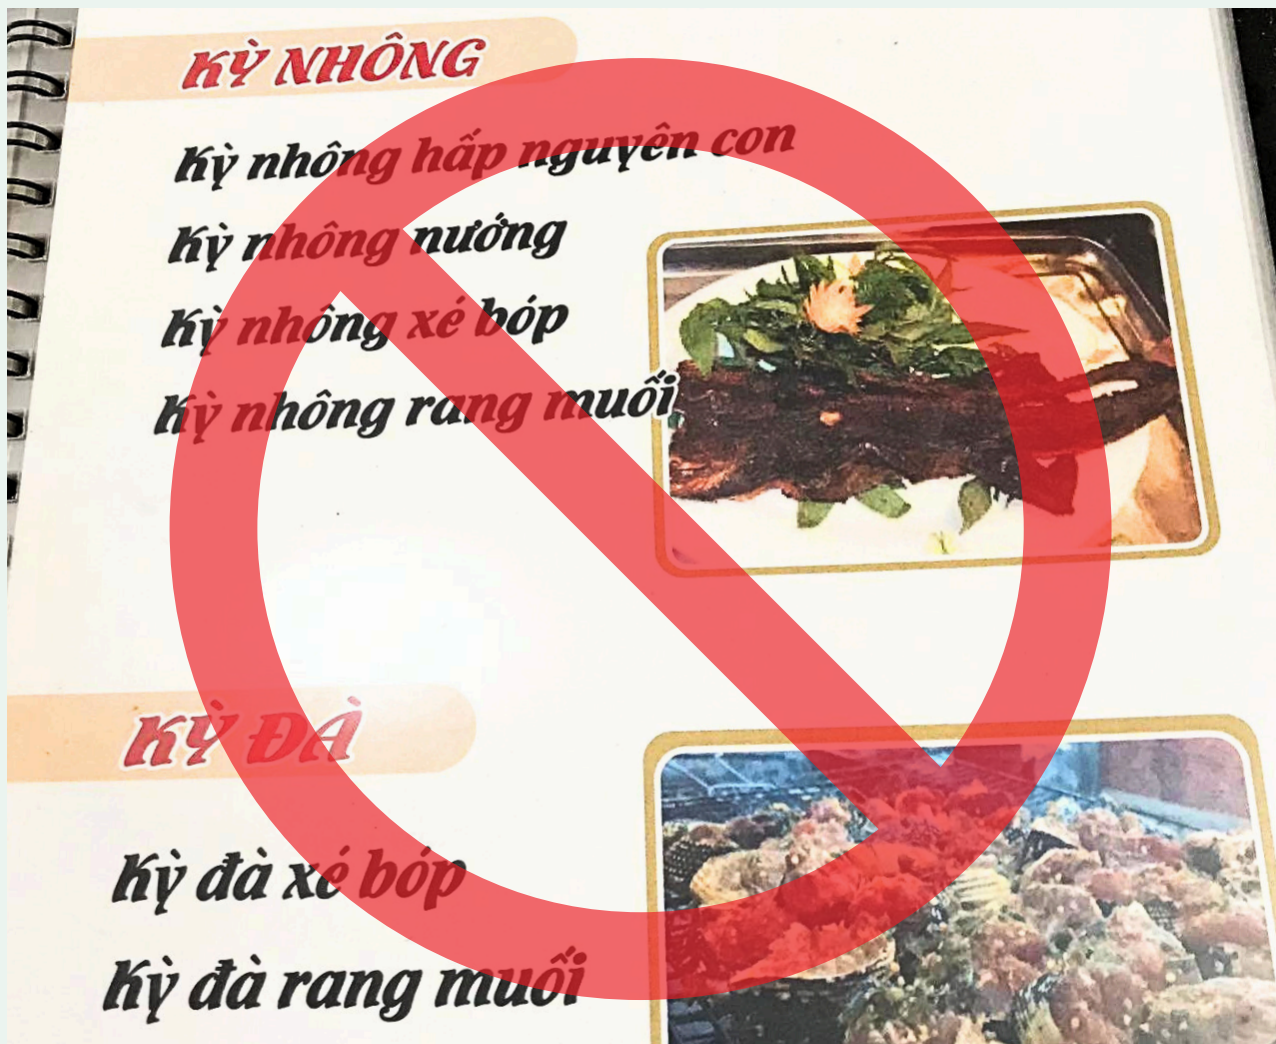 KỲ NHÔNG
Kỳ nhông hấp nguyên con
Kỳ nhông nướng
Kỳ nhông xé bóp
Kỳ nhông rang muối
KỲ ĐÀ
Kỳ đà xé bóp
Kỳ đà rang muối